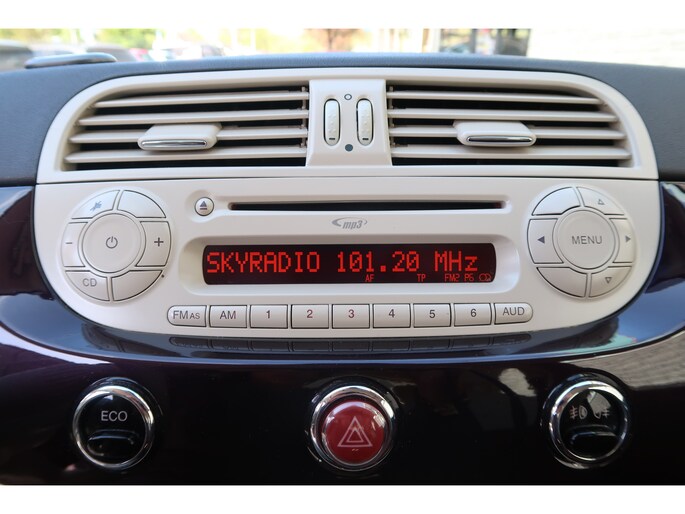 mp3
SKYRADIO 101.20 MHz
AF TP FM2 P6 CD
CD
MENU
FM AS AM 1 2 3 4 5 6 AUD
ECO